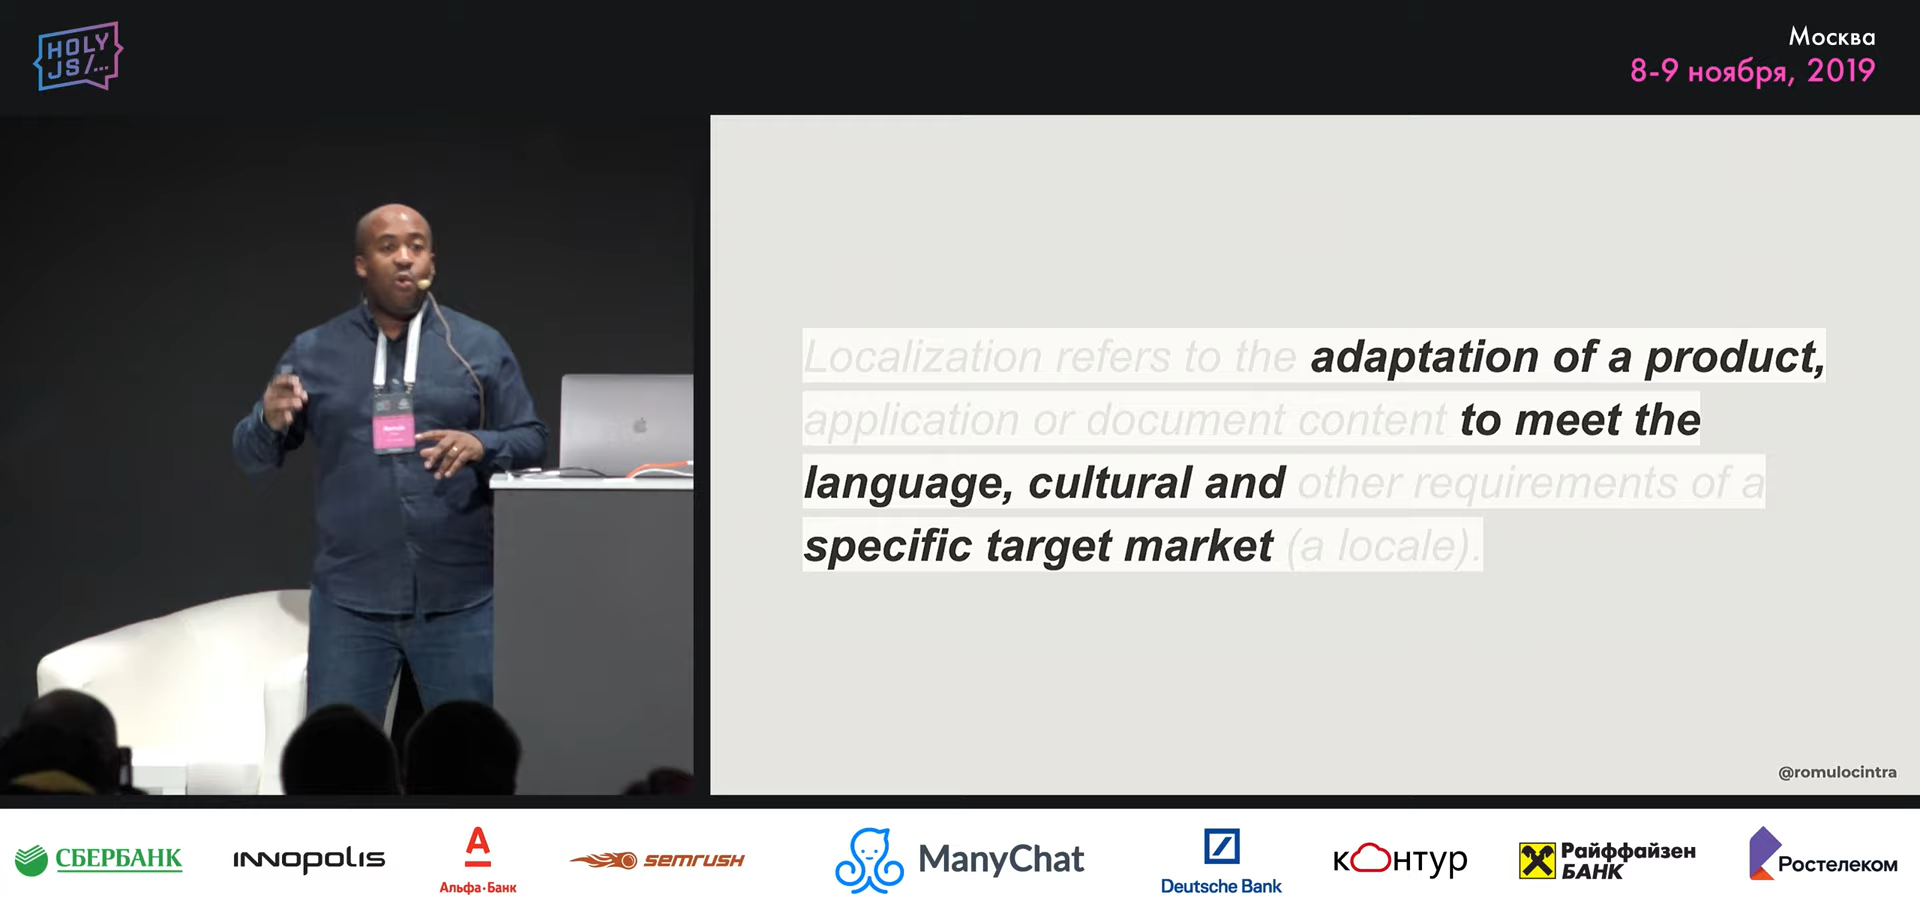 HOLY
JS/...
Москва
8-9 ноября, 2019
Localization refers to the adaptation of a product,
application or document content to meet the
language, cultural and other requirements of a
specific target market (a locale).
@romulocintra
СБЕРБАНК
INNOPOLIS
Альфа·Банк
SEMRUSH
ManyChat
Deutsche Bank
контур
Райффайзен
БАНК
Ростелеком